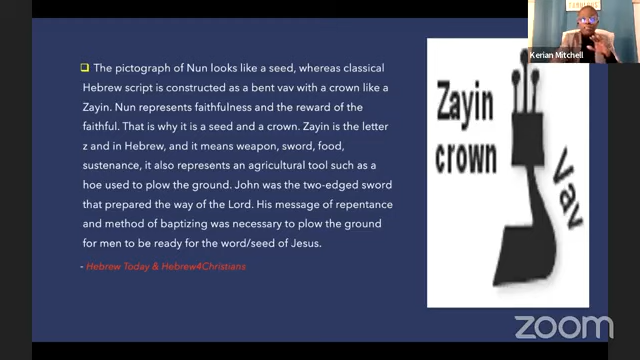 The pictograph of Nun looks like a seed, whereas classical
Hebrew script is constructed as a bent vav with a crown like a
Zayin. Nun represents faithfulness and the reward of the
faithful. That is why it is a seed and a crown. Zayin is the letter
z and in Hebrew, and it means weapon, sword, food,
sustenance, it also represents an agricultural tool such as a
hoe used to plow the ground. John was the two-edged sword
that prepared the way of the Lord. His message of repentance
and method of baptizing was necessary to plow the ground
for men to be ready for the word/seed of Jesus.
- Hebrew Today & Hebrew4Christians
Zayin
crown
Vav
Kerian Mitchell
zoom